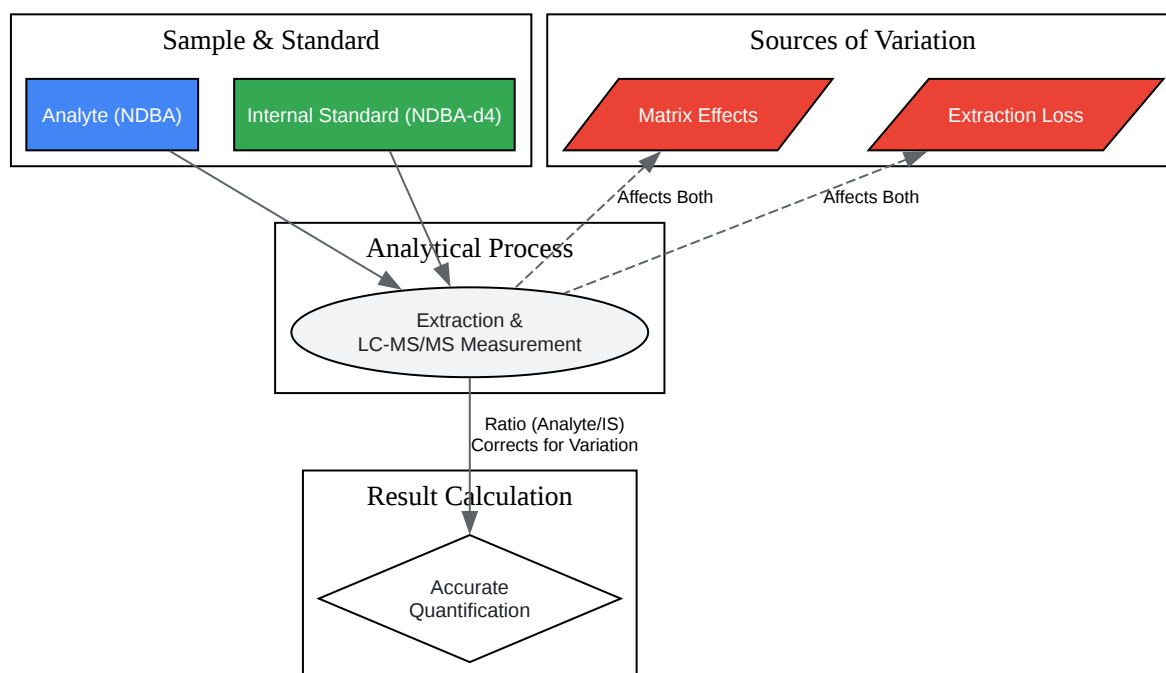 Sample & Standard
Sources of Variation
Analyte (NDBA)
Internal Standard (NDBA-d4)
Matrix Effects
Extraction Loss
Affects Both
Affects Both
Analytical Process
Extraction &
LC-MS/MS Measurement
Ratio (Analyte/IS)
Corrects for Variation
Result Calculation
Accurate
Quantification